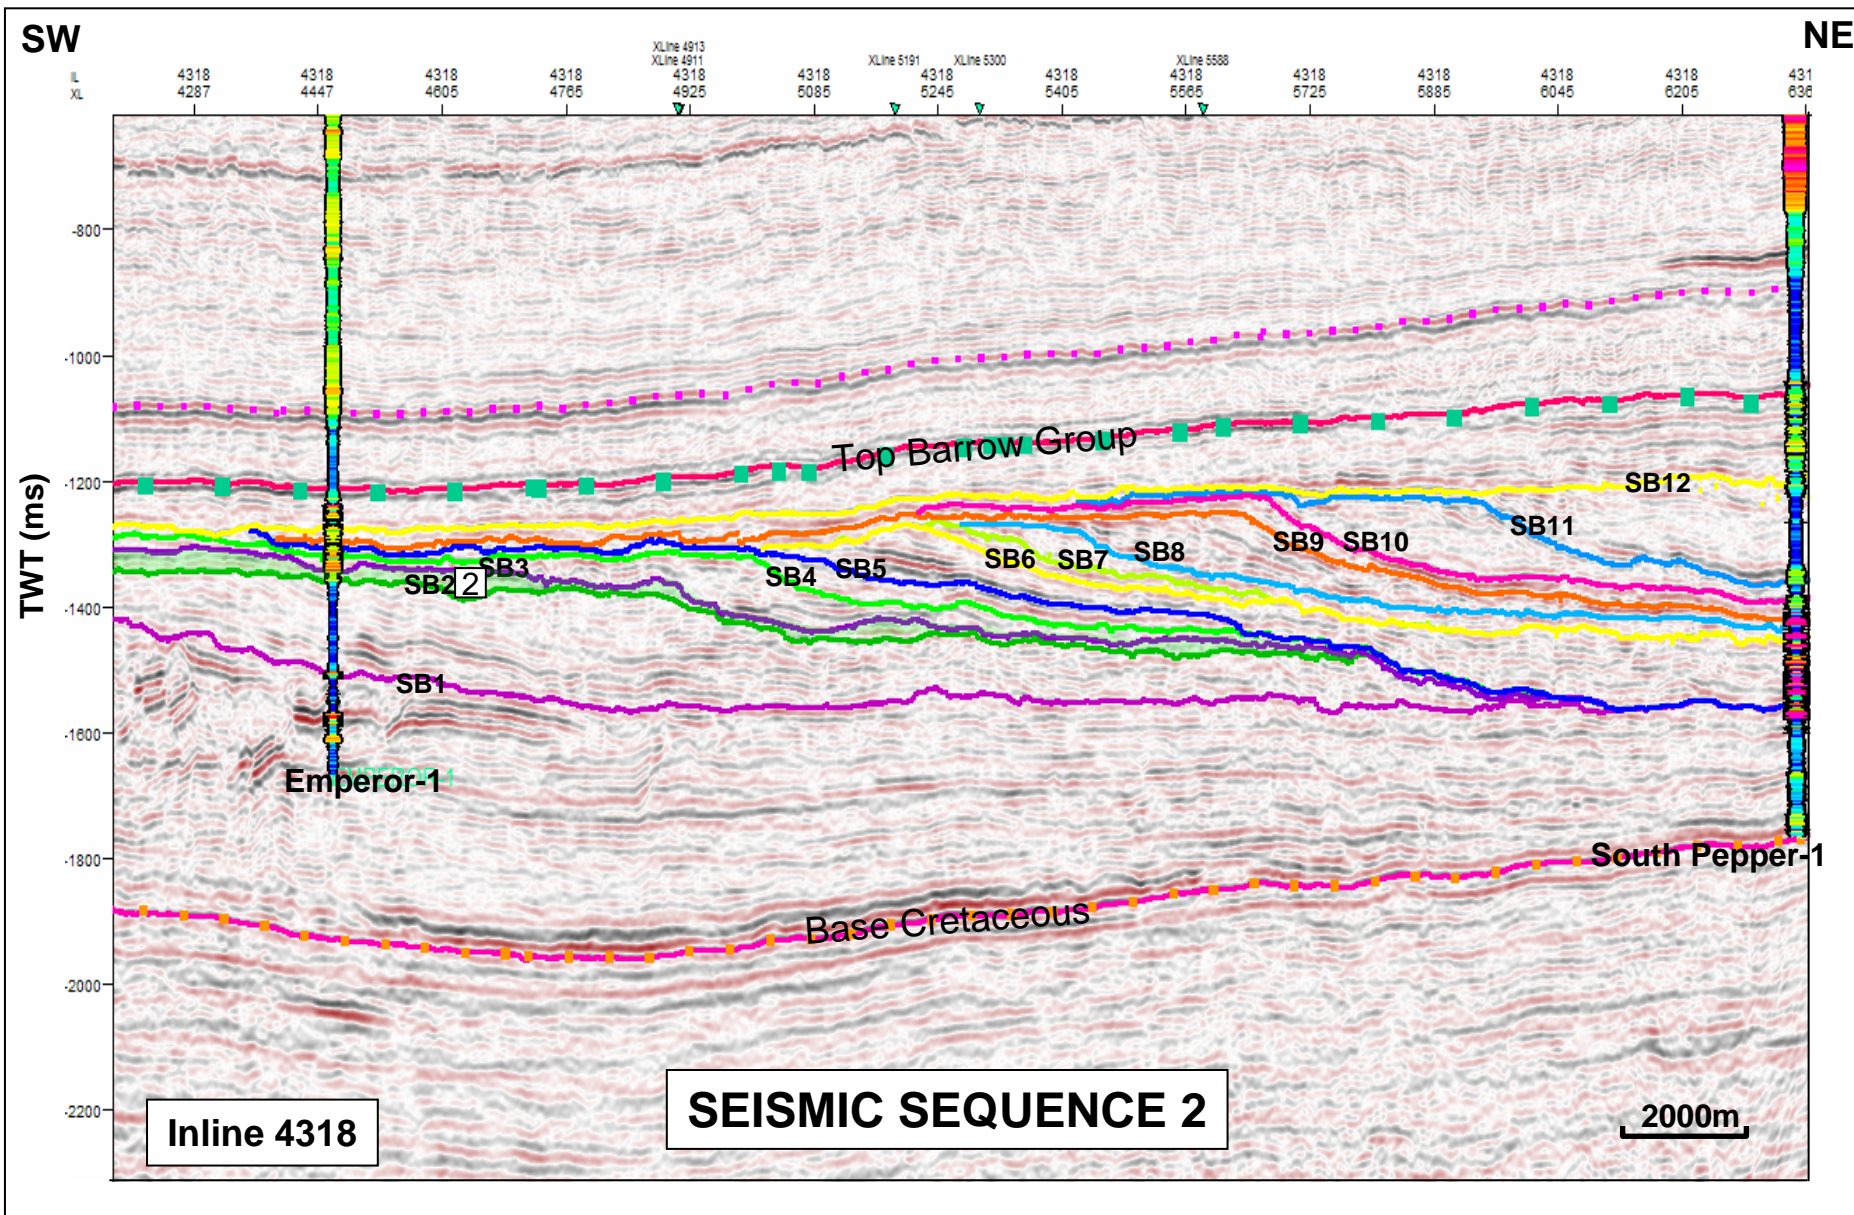 SW
NE
XLine 4913
XLine 4911
XLine 5191
XLine 5300
XLine 5588
IL 4318 4318 4318 4318 4318 4318 4318 4318 4318 4318 4318 4318 4318 431
XL 4287 4447 4605 4765 4925 5085 5245 5405 5565 5725 5885 6045 6205 636
TWT (ms)
-800
-1000
-1200
-1400
-1600
-1800
-2000
-2200
Top Barrow Group
SB12
SB11
SB10
SB9
SB8
SB7
SB6
SB5
SB4
SB3
SB2
2
SB1
Emperor-1
South Pepper-1
Base Cretaceous
SEISMIC SEQUENCE 2
Inline 4318
2000m